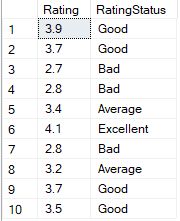 Rating RatingStatus
1 3.9 Good
2 3.7 Good
3 2.7 Bad
4 2.8 Bad
5 3.4 Average
6 4.1 Excellent
7 2.8 Bad
8 3.2 Average
9 3.7 Good
10 3.5 Good